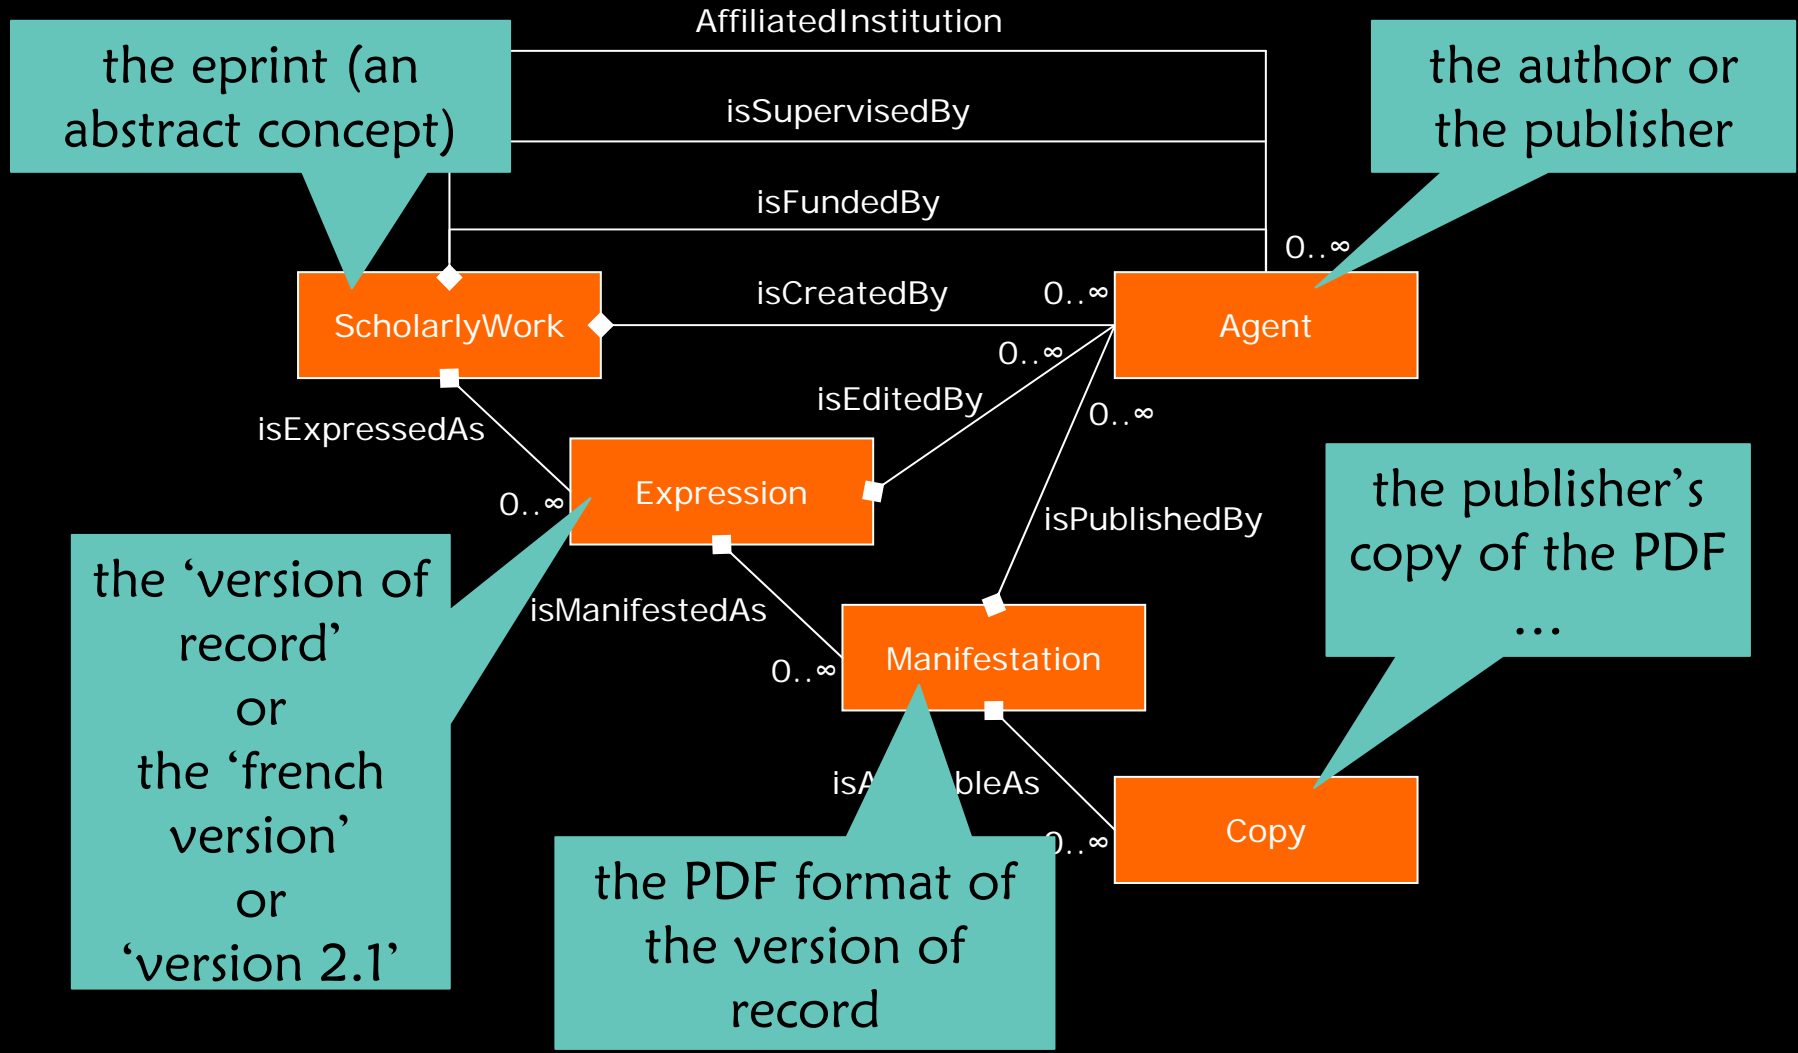 AffiliatedInstitution
the eprint (an
abstract concept)
the author or
the publisher
isSupervisedBy
isFundedBy
0..∞
isCreatedBy
0..∞
ScholarlyWork
Agent
0..∞
isEditedBy
0..∞
isExpressedAs
Expression
0..∞
isPublishedBy
the publisher’s
copy of the PDF
...
the ‘version of
record’
or
the ‘french
version’
or
‘version 2.1’
isManifestedAs
0..∞
Manifestation
Copy
the PDF format of
the version of
record